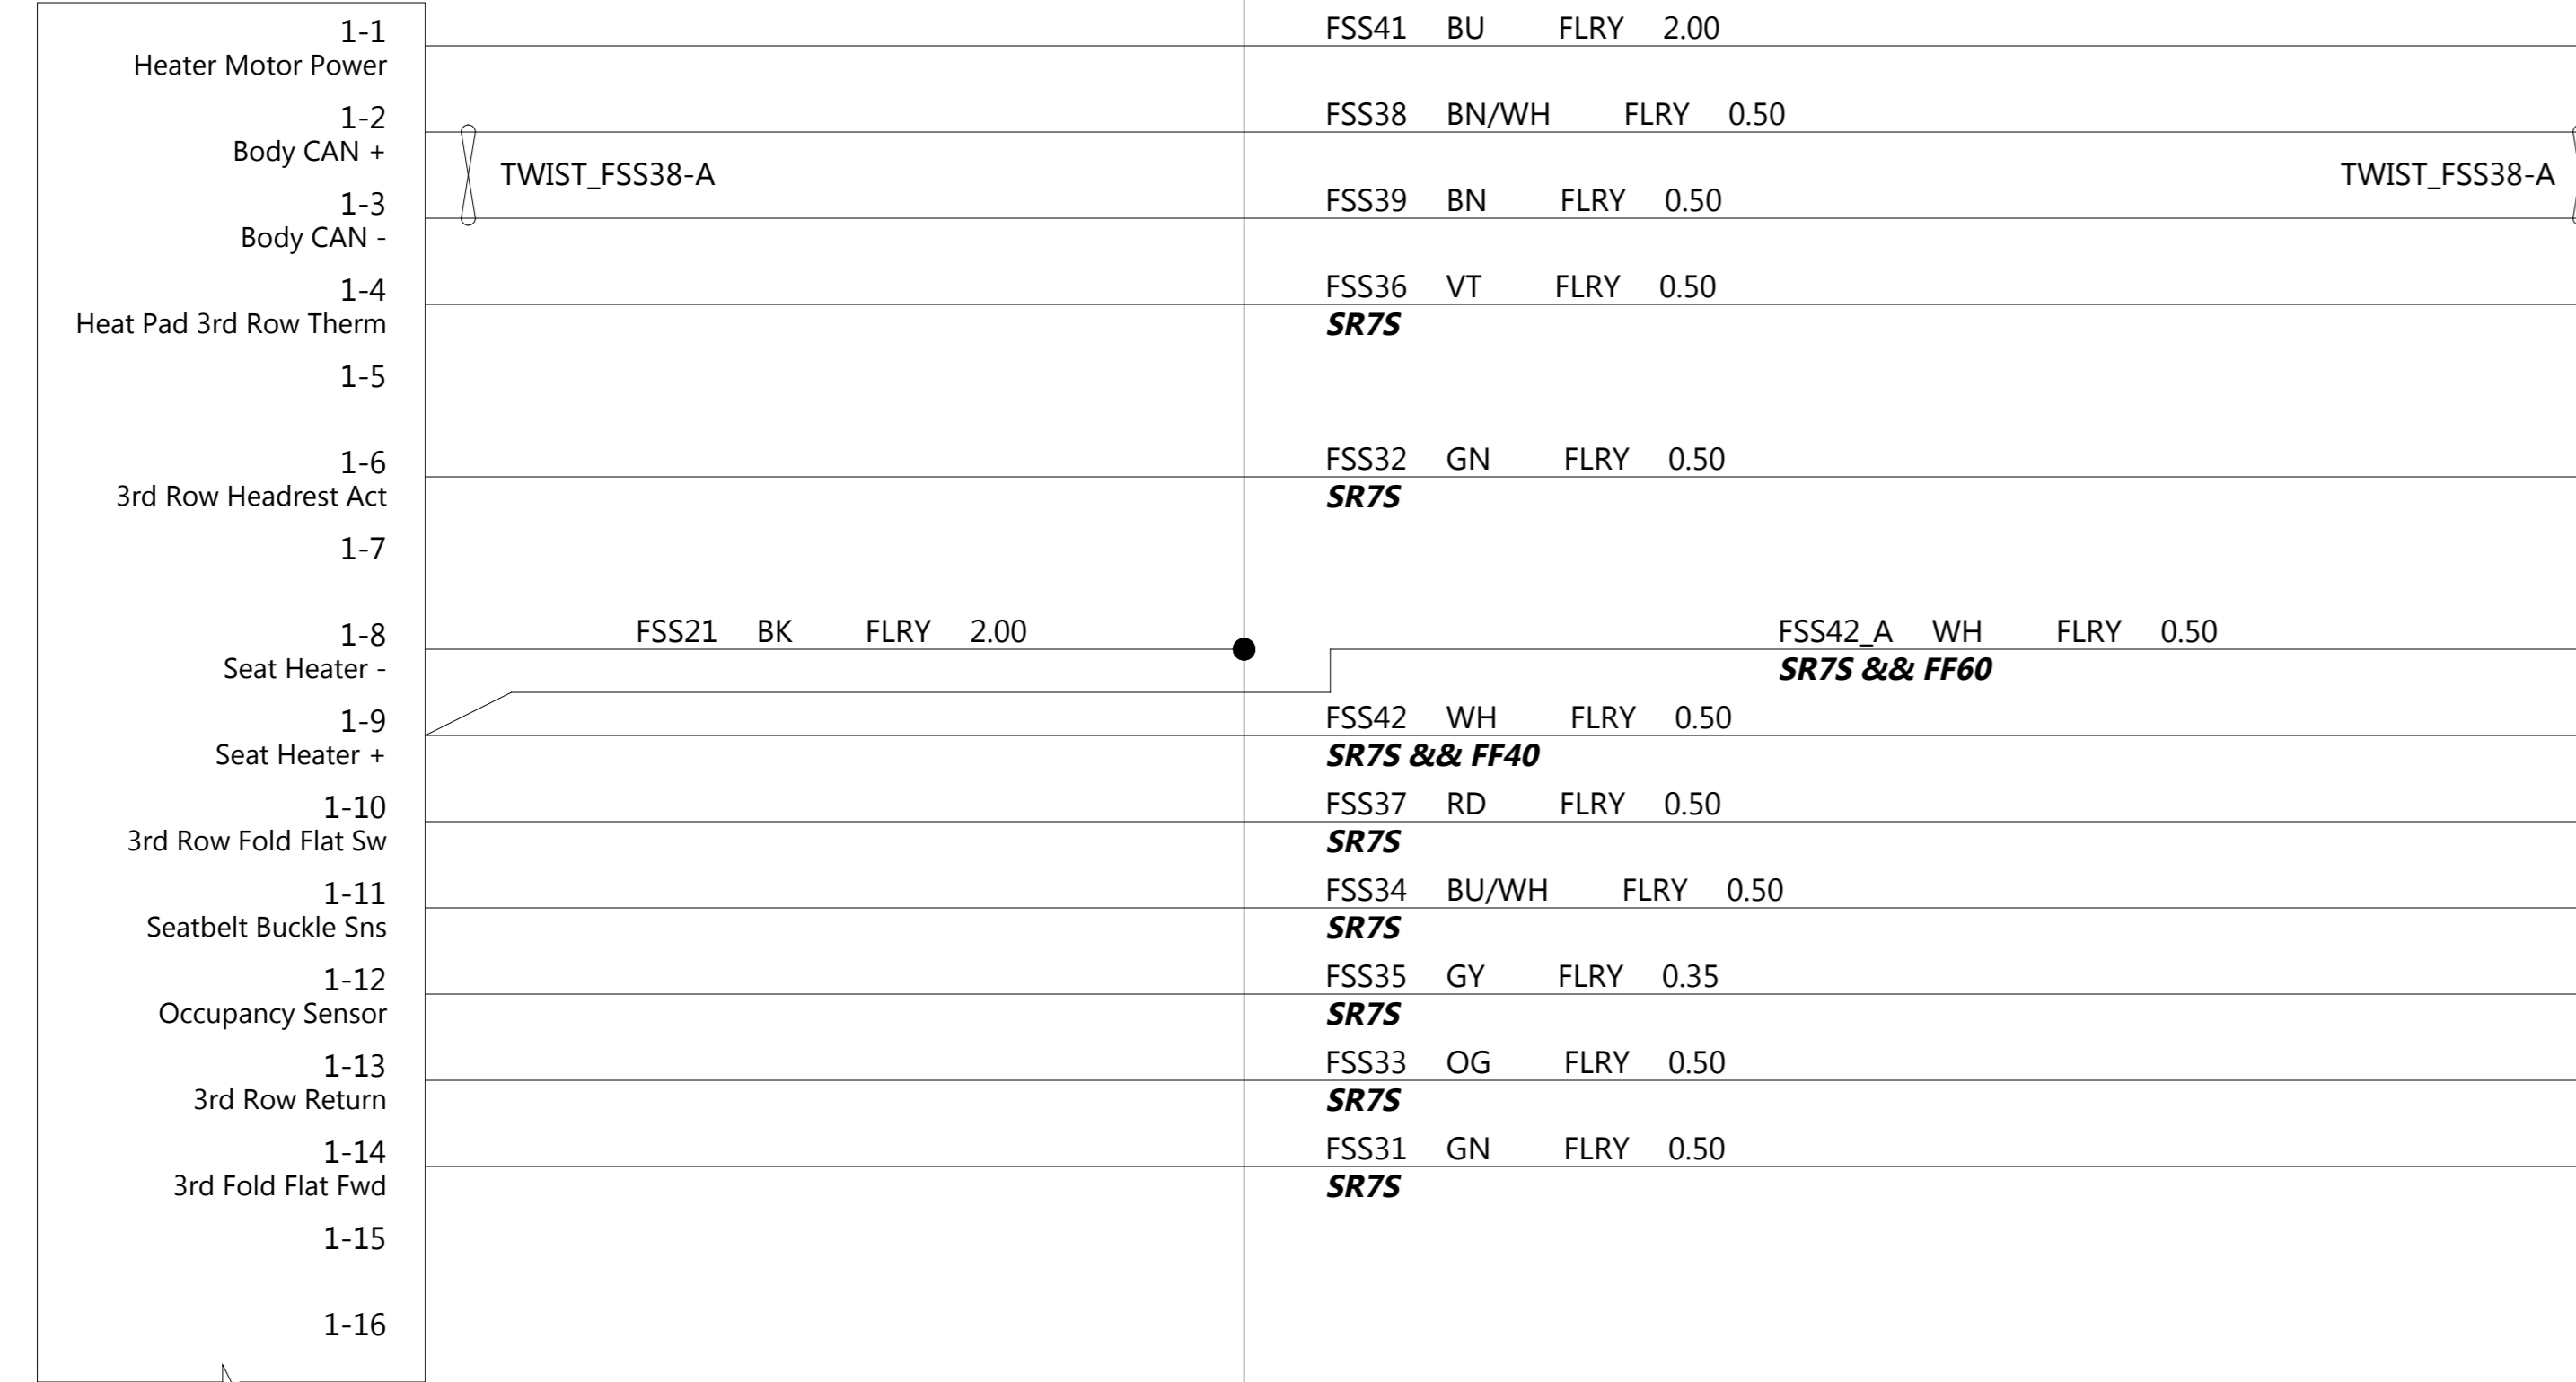 1-1 FSS41 BU FLRY 2.00
Heater Motor Power
1-2 FSS38 BN/WH FLRY 0.50
Body CAN +
TWIST_FSS38-A TWIST_FSS38-A
1-3 FSS39 BN FLRY 0.50
Body CAN -
1-4 FSS36 VT FLRY 0.50
Heat Pad 3rd Row Therm SR7S
1-5
1-6 FSS32 GN FLRY 0.50
3rd Row Headrest Act SR7S
1-7
1-8 FSS21 BK FLRY 2.00 FSS42_A WH FLRY 0.50
Seat Heater - SR7S && FF60
1-9 FSS42 WH FLRY 0.50
Seat Heater + SR7S && FF40
1-10 FSS37 RD FLRY 0.50
3rd Row Fold Flat Sw SR7S
1-11 FSS34 BU/WH FLRY 0.50
Seatbelt Buckle Sns SR7S
1-12 FSS35 GY FLRY 0.35
Occupancy Sensor SR7S
1-13 FSS33 OG FLRY 0.50
3rd Row Return SR7S
1-14 FSS31 GN FLRY 0.50
3rd Fold Flat Fwd SR7S
1-15
1-16